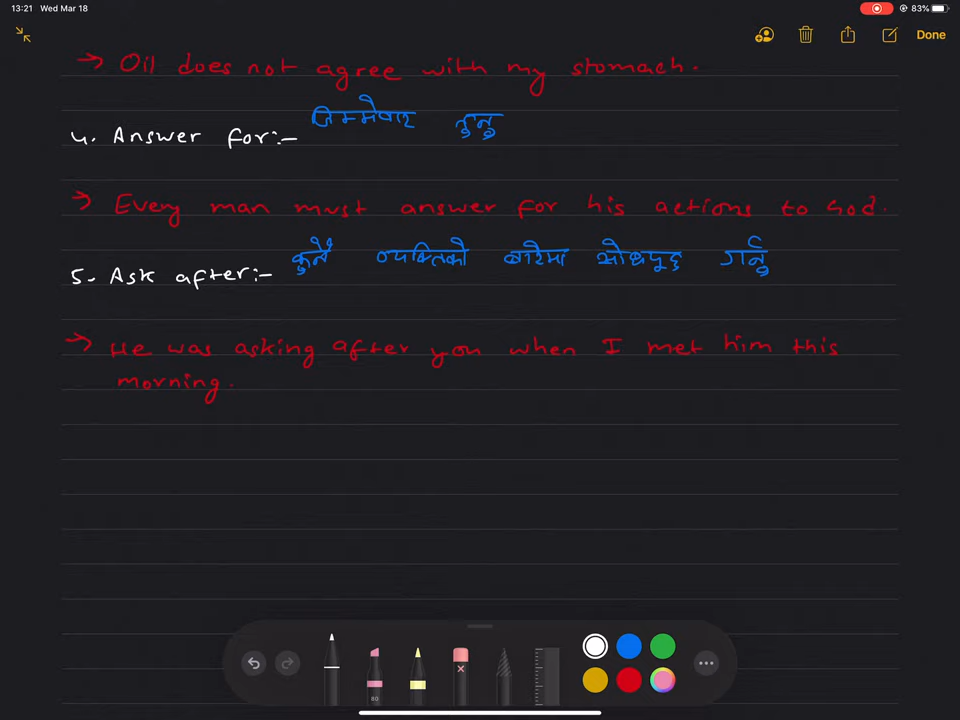 13:21 Wed Mar 18 83%
Done
→ Oil does not agree with my stomach.
4. Answer for:- जिम्मेवार हुनु
→ Every man must answer for his actions to God.
5. Ask after:- कुनै व्यक्तिको बारेमा सोधपुछ गर्नु
→ He was asking after you when I met him this
morning.
80